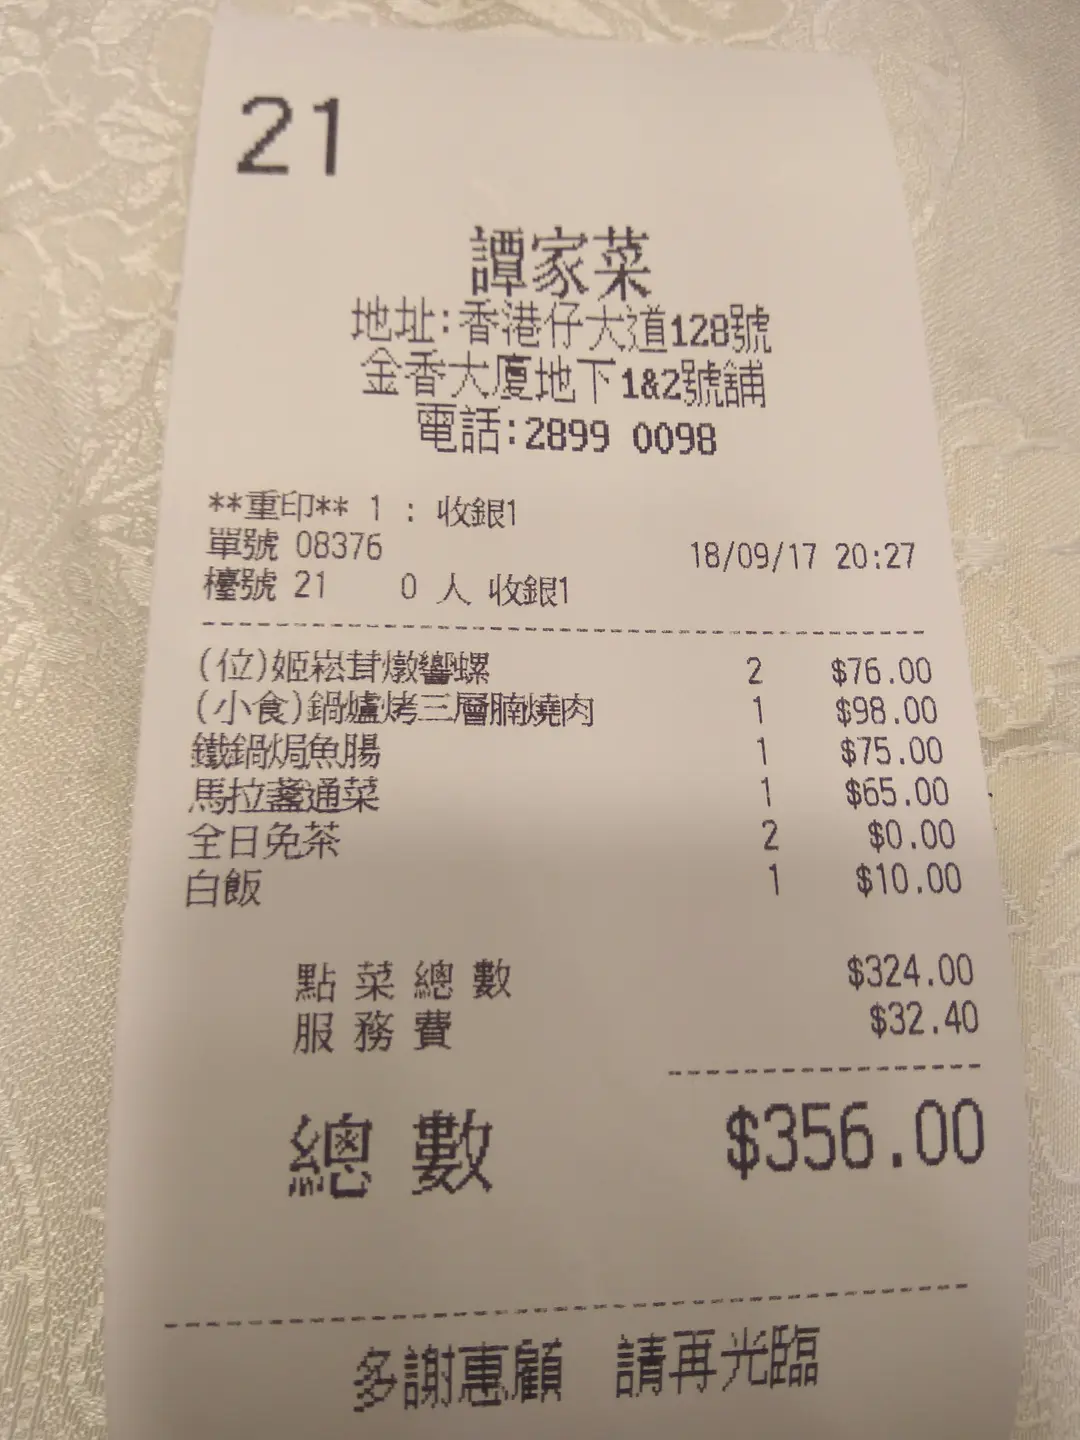 21
譚家菜
地址:香港仔大道128號
金香大廈地下1&2號舖
電話:2899 0098
**重印** 1 : 收銀1
單號 08376 18/09/17 20:27
檯號 21 0 人 收銀1
(位)姬崧茸燉響螺 2 $76.00
(小食)鍋爐烤三層腩燒肉 1 $98.00
鐵鍋焗魚腸 1 $75.00
馬拉盞通菜 1 $65.00
全日免茶 2 $0.00
白飯 1 $10.00
點菜總數 $324.00
服務費 $32.40
總數 $356.00
多謝惠顧 請再光臨